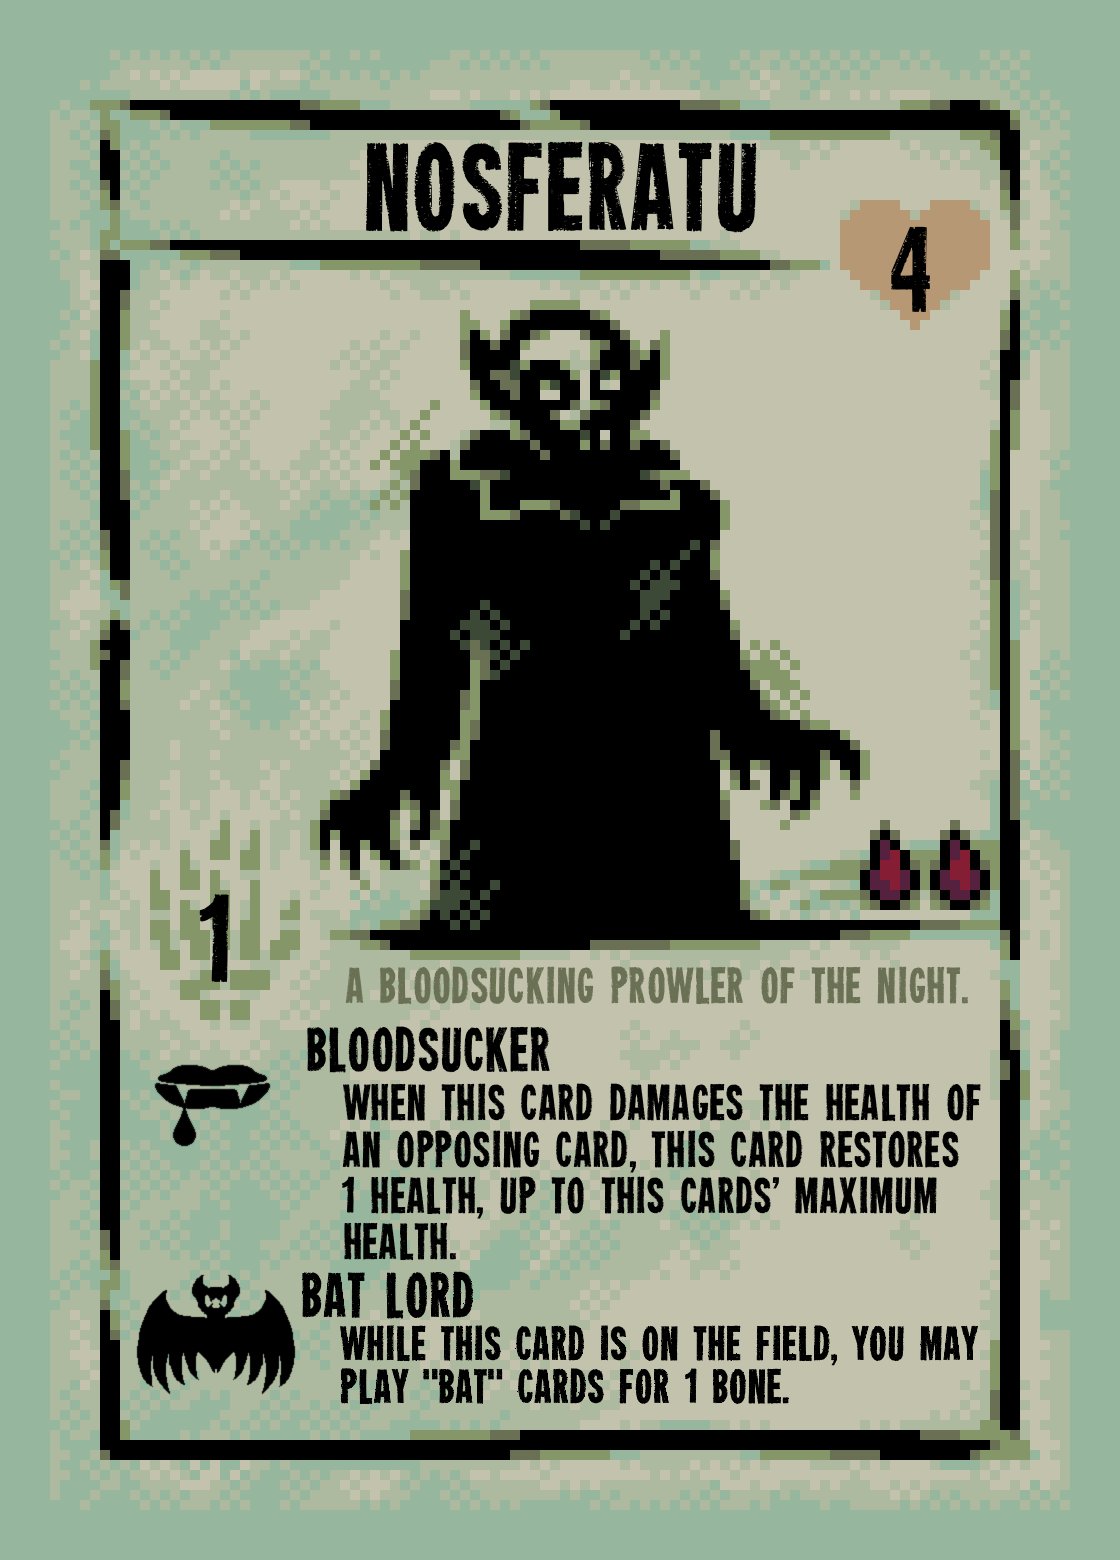 NOSFERATU
4
1
A BLOODSUCKING PROWLER OF THE NIGHT.
BLOODSUCKER
WHEN THIS CARD DAMAGES THE HEALTH OF
AN OPPOSING CARD, THIS CARD RESTORES
1 HEALTH, UP TO THIS CARDS' MAXIMUM
HEALTH.
BAT LORD
WHILE THIS CARD IS ON THE FIELD, YOU MAY
PLAY "BAT" CARDS FOR 1 BONE.